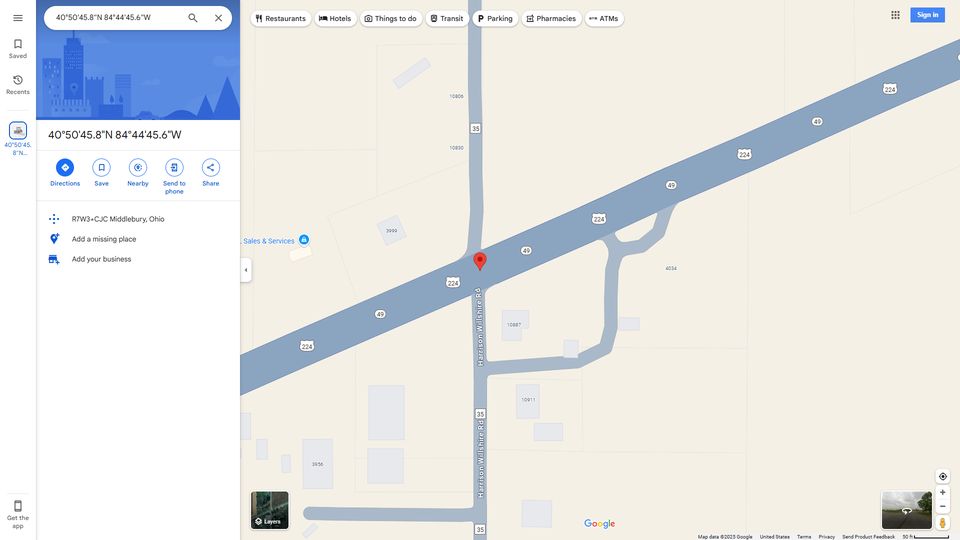 40°50'45.8"N 84°44'45.6"W
Restaurants
Hotels
Things to do
Transit
Parking
Pharmacies
ATMs
Sign in
Saved
Recents
40°50'45.
8"N...
40°50'45.8"N 84°44'45.6"W
Directions
Save
Nearby
Send to
phone
Share
R7W3+CJC Middlebury, Ohio
Add a missing place
Add your business
Get the
app
10806
35
10830
3999
Sales & Services
224
49
224
49
224
49
224
49
224
4034
Harrison Willshire Rd
10887
10911
35
Harrison Willshire Rd
3956
35
Layers
Google
Map data ©2025 Google
United States
Terms
Privacy
Send Product Feedback
50 ft